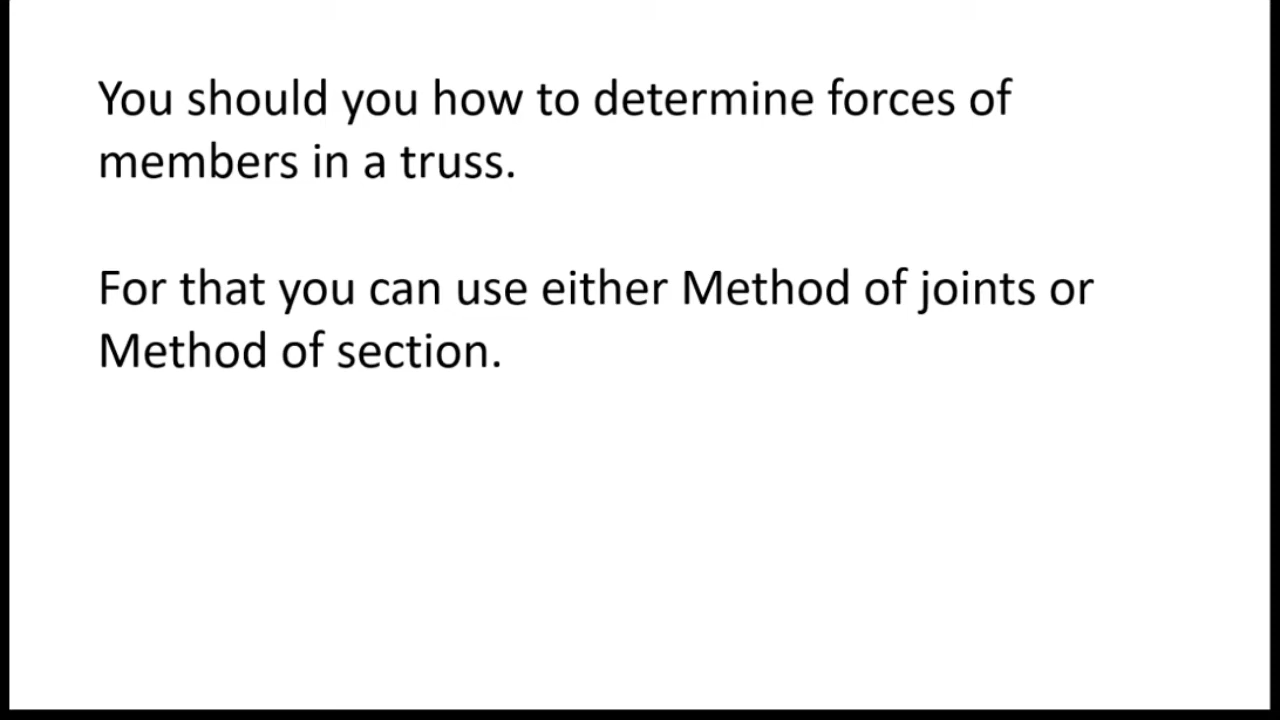 You should you how to determine forces of
members in a truss.
For that you can use either Method of joints or
Method of section.